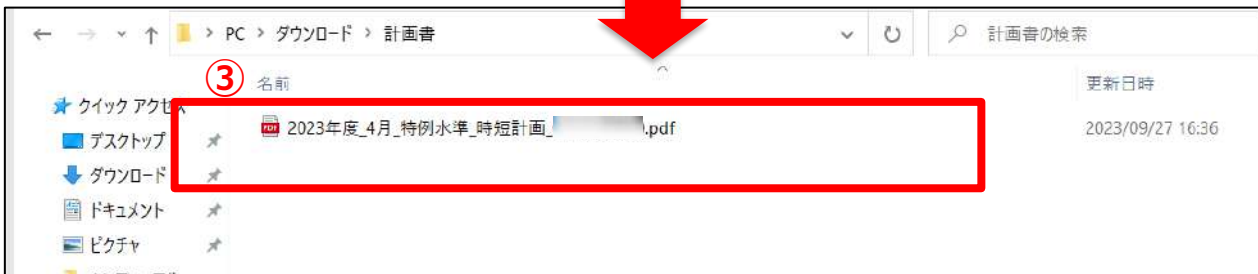 PC > ダウンロード > 計画書
計画書の検索
③
名前
更新日時
クイック アクセス
2023年度_4月_特例水準_時短計画_ .pdf
2023/09/27 16:36
デスクトップ
ダウンロード
ドキュメント
ピクチャ